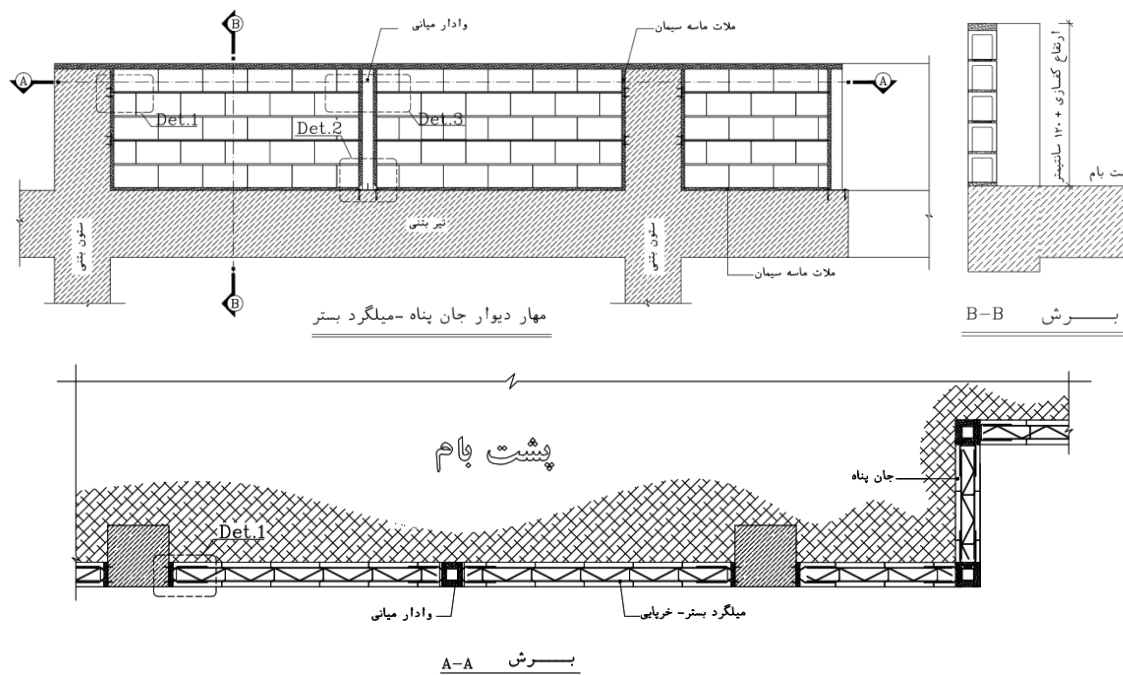 B
وادار میانی
ملات ماسه سیمان
A
A
Det.1
Det.2
Det.3
ستون بتنی
تیر بتنی
ستون بتنی
ملات ماسه سیمان
B
مهار دیوار جان پناه -میلگرد بستر
ارتفاع کفسازی + ۱۲۰ سانتیمتر
بام
برش B-B
پشت بام
جان پناه
Det.1
وادار میانی
میلگرد بستر- خرپایی
برش A-A